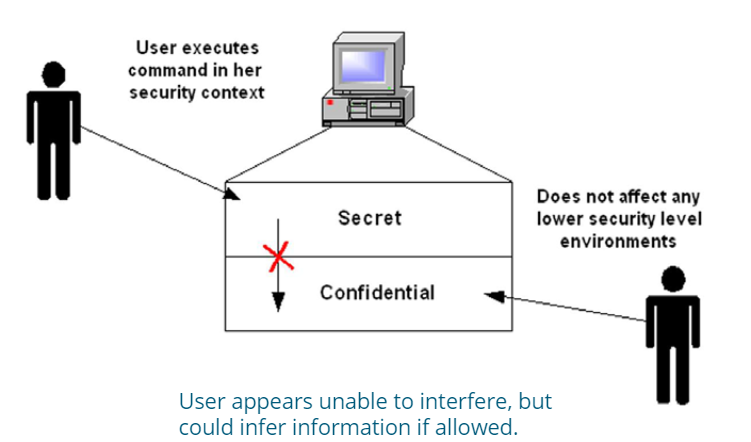 User executes
command in her
security context
Secret
Does not affect any
lower security level
environments
Confidential
User appears unable to interfere, but
could infer information if allowed.